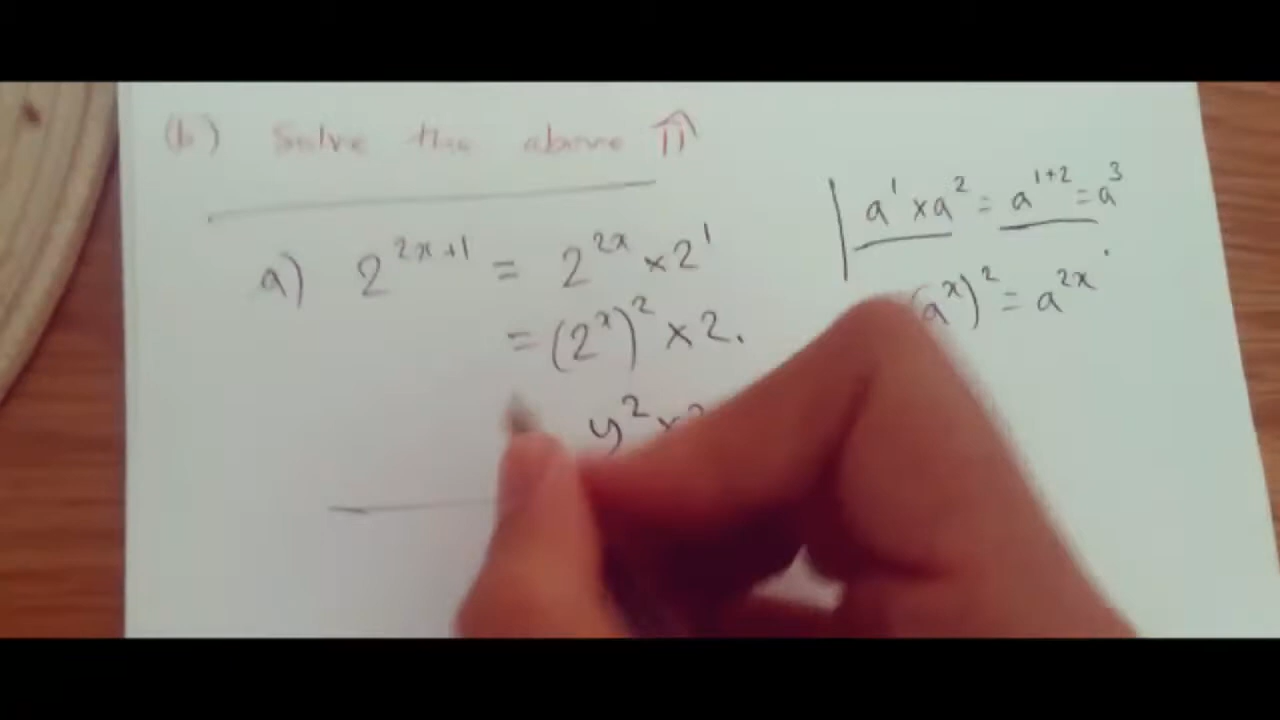 (b) Solve the above ⇑
a) 2^{2x+1} = 2^{2x} × 2^1
= (2^x)^2 × 2.
y^2 ×
a^1 × a^2 = a^{1+2} = a^3
(a^x)^2 = a^{2x}.